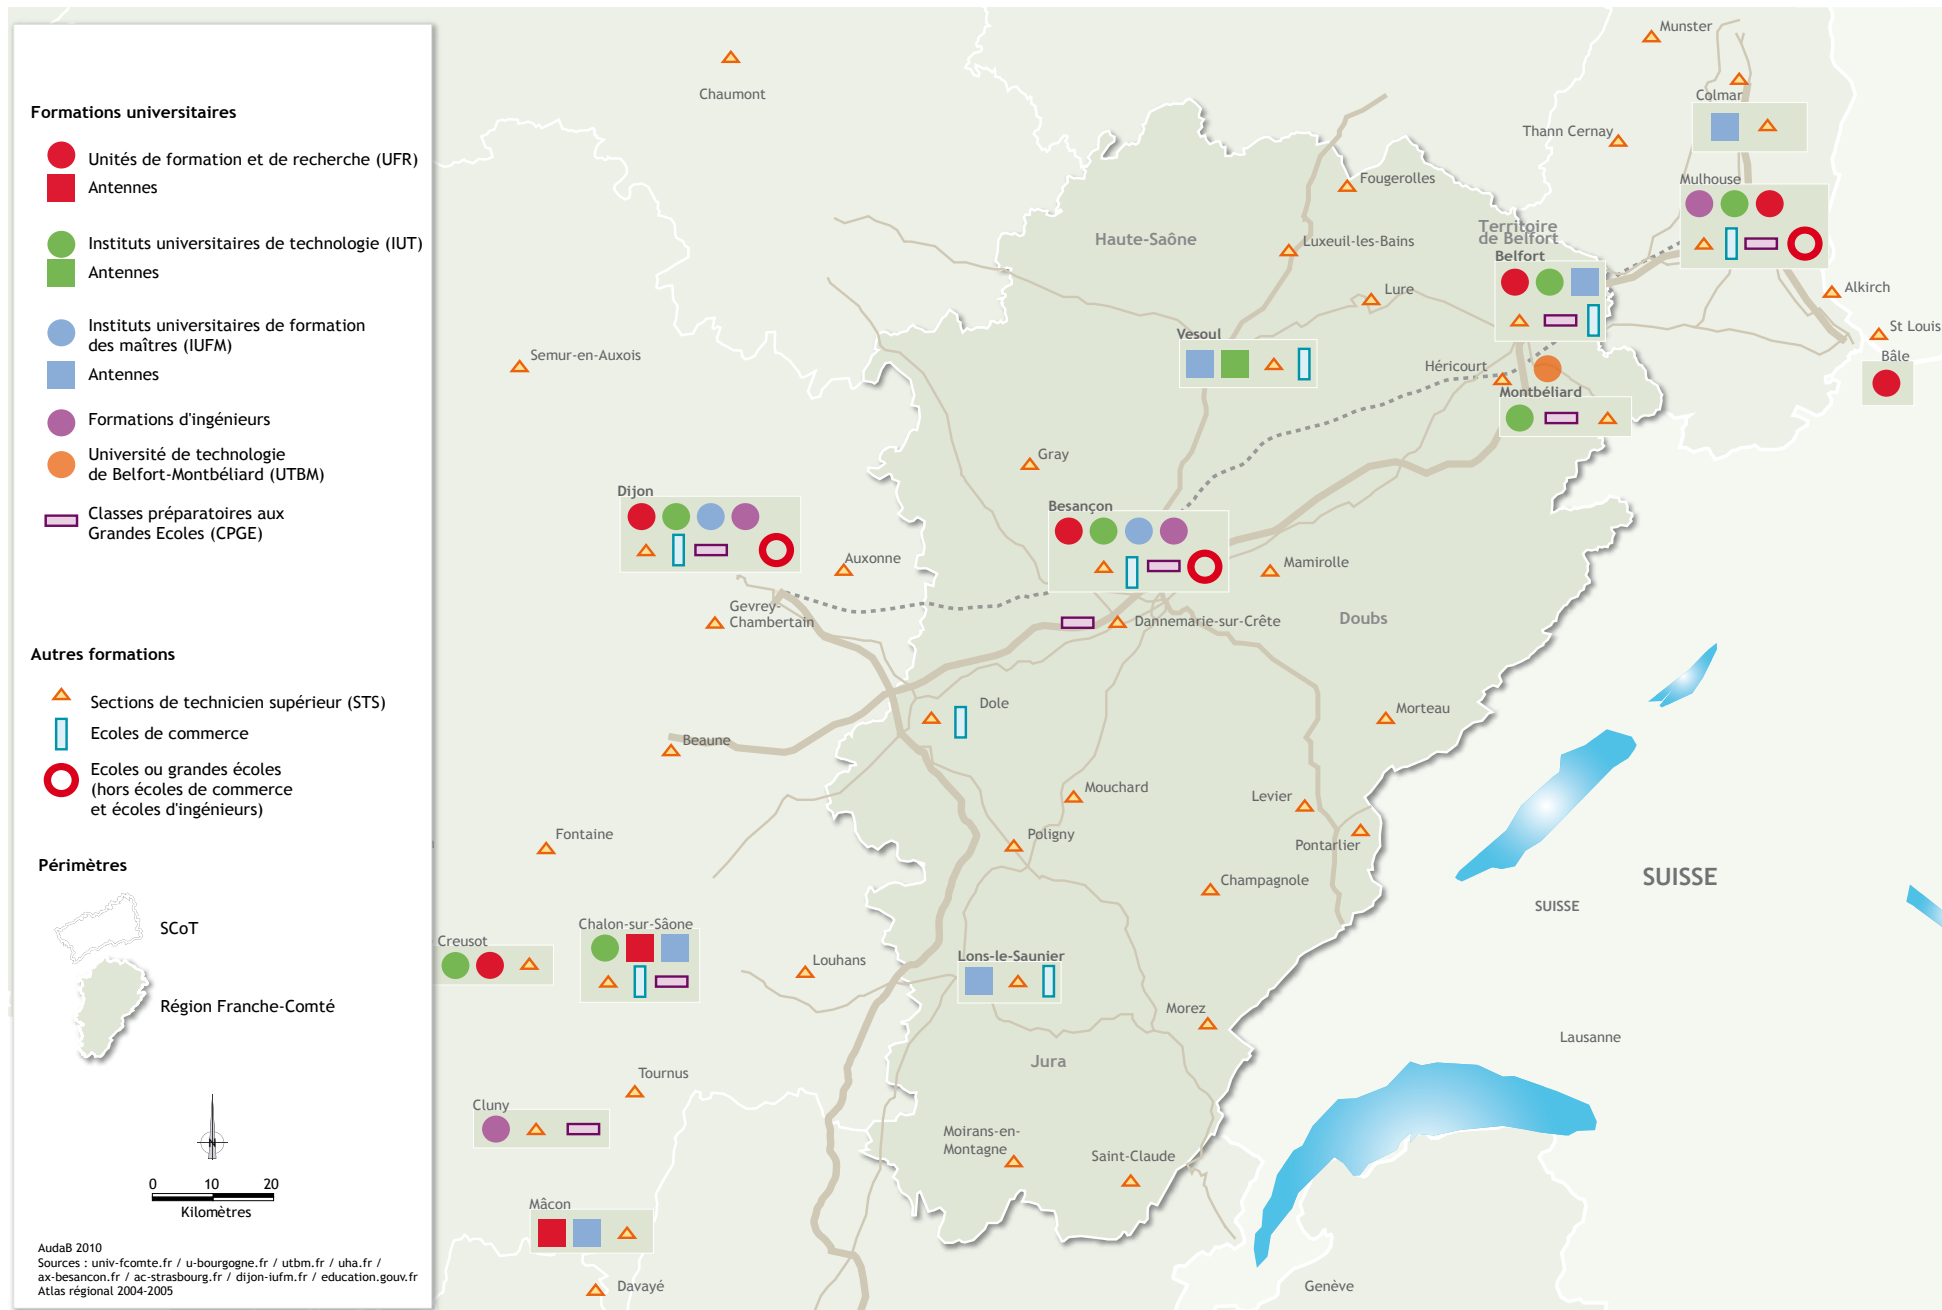 Formations universitaires
Unités de formation et de recherche (UFR)
Antennes
Instituts universitaires de technologie (IUT)
Antennes
Instituts universitaires de formation
des maîtres (IUFM)
Antennes
Formations d'ingénieurs
Université de technologie
de Belfort-Montbéliard (UTBM)
Classes préparatoires aux
Grandes Ecoles (CPGE)
Autres formations
Sections de technicien supérieur (STS)
Ecoles de commerce
Ecoles ou grandes écoles
(hors écoles de commerce
et écoles d'ingénieurs)
Périmètres
SCoT
Région Franche-Comté
N
0 10 20
Kilomètres
AudaB 2010
Sources : univ-fcomte.fr / u-bourgogne.fr / utbm.fr / uha.fr /
ax-besancon.fr / ac-strasbourg.fr / dijon-iufm.fr / education.gouv.fr
Atlas régional 2004-2005
Munster
Chaumont
Colmar
Thann Cernay
Fougerolles
Mulhouse
Haute-Saône
Luxeuil-les-Bains
Territoire
de Belfort
Belfort
Lure
Alkirch
St Louis
Vesoul
Bâle
Semur-en-Auxois
Héricourt
Montbéliard
Gray
Dijon
Besançon
Auxonne
Mamirolle
Gevrey-
Chambertain
Dannemarie-sur-Crête
Doubs
Dole
Morteau
Beaune
Mouchard
Levier
Fontaine
Poligny
Pontarlier
Champagnole
SUISSE
SUISSE
Chalon-sur-Sâone
Creusot
Louhans
Lons-le-Saunier
Morez
Lausanne
Jura
Tournus
Cluny
Moirans-en-
Montagne
Saint-Claude
Mâcon
Davayé
Genève